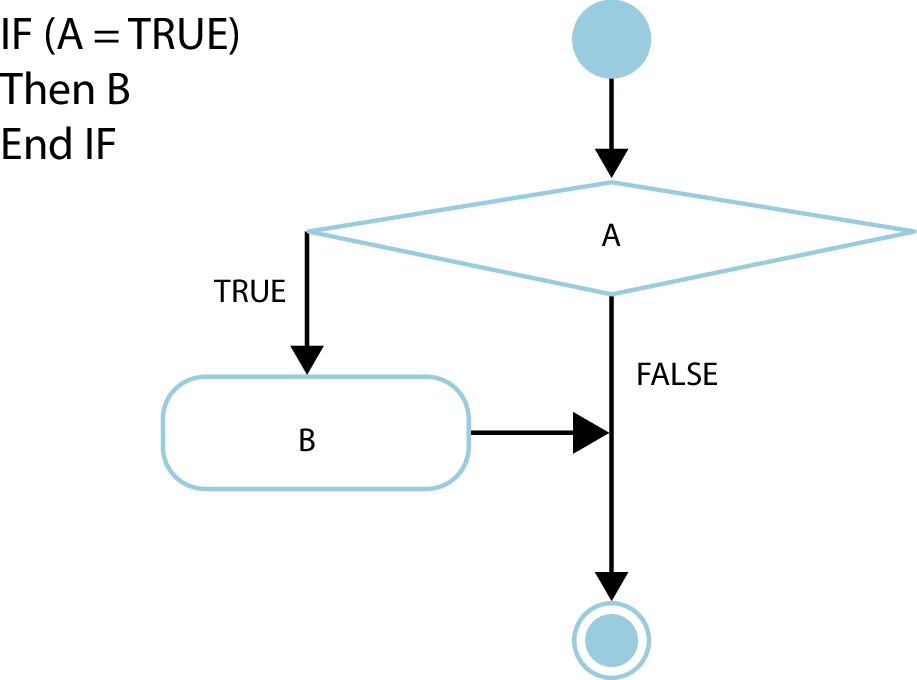 IF (A = TRUE)
Then B
End IF
A
TRUE
FALSE
B